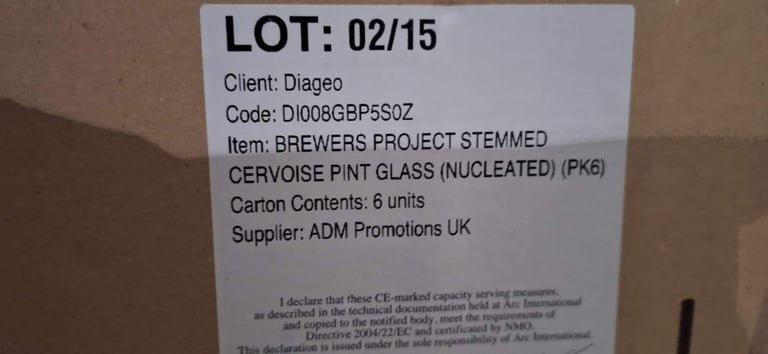 LOT: 02/15
Client: Diageo
Code: DI008GBP5S0Z
Item: BREWERS PROJECT STEMMED
CERVOISE PINT GLASS (NUCLEATED) (PK6)
Carton Contents: 6 units
Supplier: ADM Promotions UK
I declare that these CE-marked capacity serving measures,
as described in the technical documentation held at Arc International
and copied to the notified body, meet the requirements of
Directive 2004/22/EC and certificated by NMO.
This declaration is issued under the sole responsibility of Arc International.